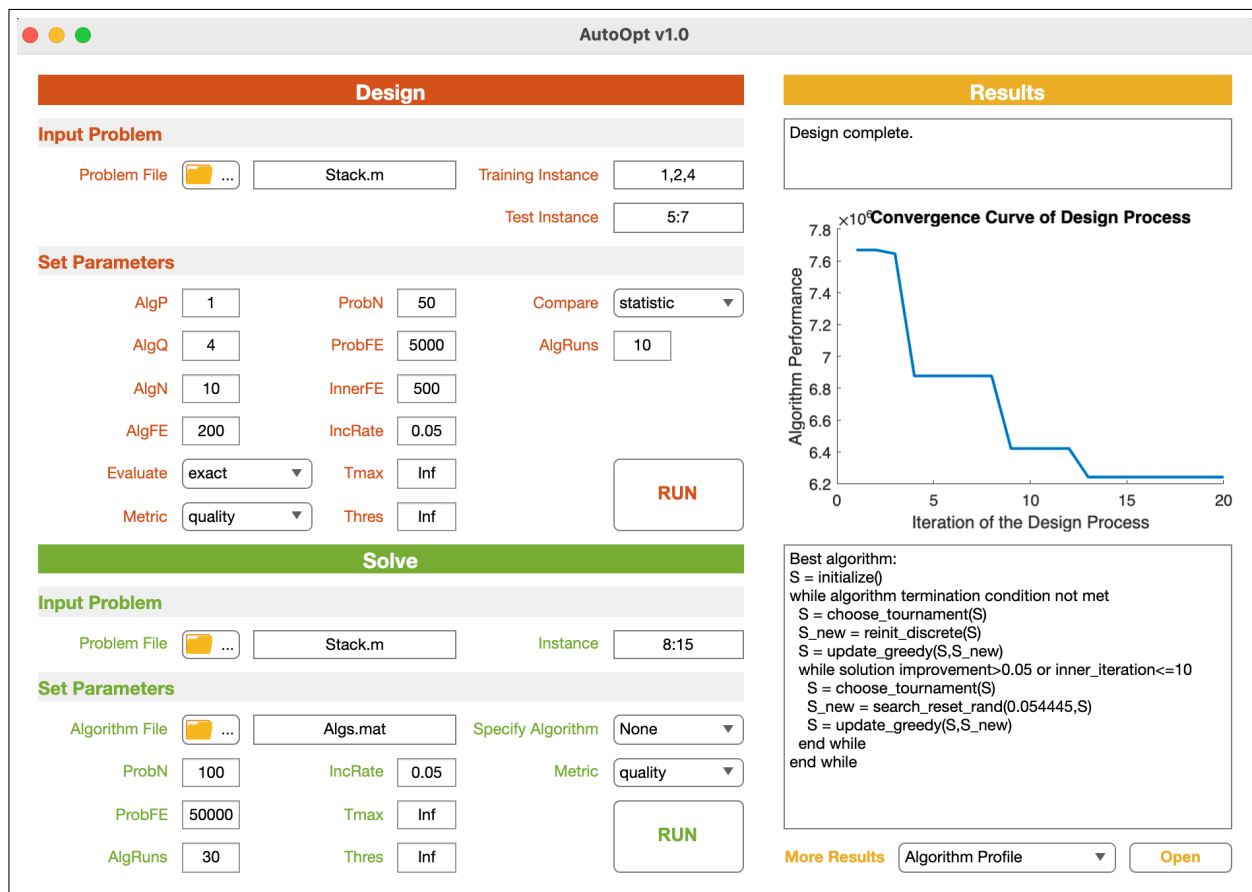 AutoOpt v1.0
Design
Input Problem
Problem File ... Stack.m Training Instance 1,2,4
Test Instance 5:7
Set Parameters
AlgP 1 ProbN 50 Compare statistic
AlgQ 4 ProbFE 5000 AlgRuns 10
AlgN 10 InnerFE 500
AlgFE 200 IncRate 0.05
Evaluate exact Tmax Inf
Metric quality Thres Inf
RUN
Solve
Input Problem
Problem File ... Stack.m Instance 8:15
Set Parameters
Algorithm File ... Algs.mat Specify Algorithm None
ProbN 100 IncRate 0.05 Metric quality
ProbFE 50000 Tmax Inf
AlgRuns 30 Thres Inf
RUN
Results
Design complete.
×10⁶ Convergence Curve of Design Process
7.8
7.6
7.4
7.2
7
6.8
6.6
6.4
6.2
Algorithm Performance
0 5 10 15 20
Iteration of the Design Process
Best algorithm:
S = initialize()
while algorithm termination condition not met
S = choose_tournament(S)
S_new = reinit_discrete(S)
S = update_greedy(S,S_new)
while solution improvement>0.05 or inner_iteration<=10
S = choose_tournament(S)
S_new = search_reset_rand(0.054445,S)
S = update_greedy(S,S_new)
end while
end while
More Results Algorithm Profile Open